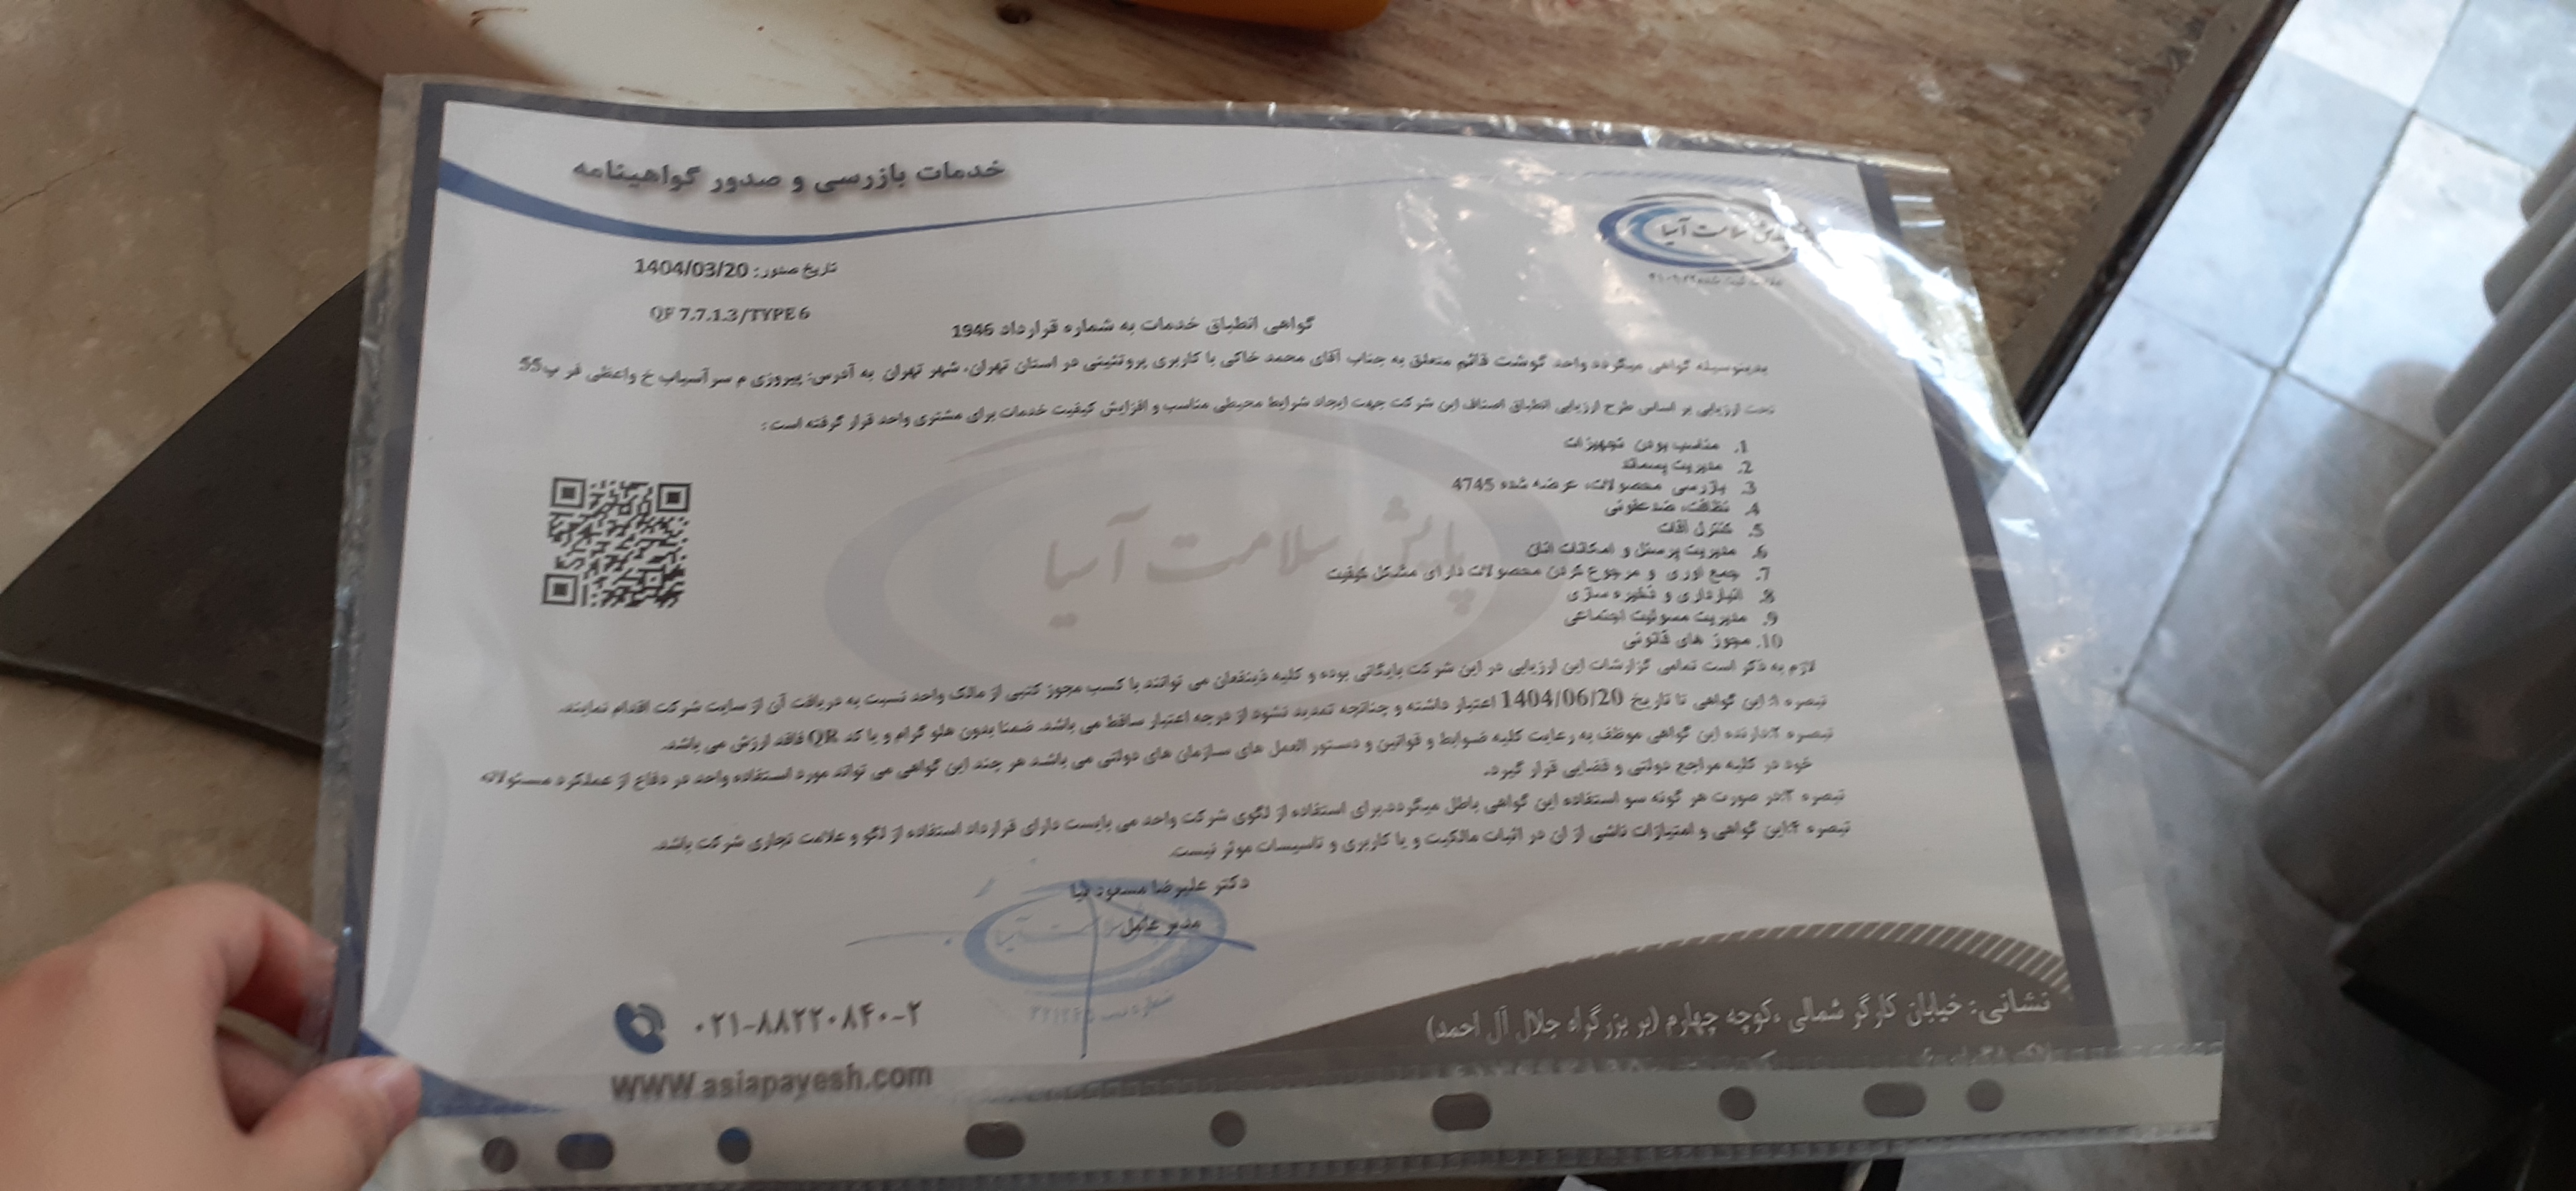 خدمات بازرسی و صدور گواهینامه
پایش سلامت آسیا
تاریخ صدور: 1404/03/20
QF 7.7.1.3/TYPE 6
گواهی انطباق خدمات به شماره قرارداد 1946
بدینوسیله گواهی میگردد واحد گوشت قائم متعلق به جناب آقای محمد خاکی با کاربری پروتئینی در استان تهران، شهر تهران به آدرس: پیروزی م سر آسیاب خ واعظی فر پ55
تحت ارزیابی بر اساس طرح ارزیابی انطباق اصناف این شرکت جهت ایجاد شرایط محیطی مناسب و افزایش کیفیت خدمات برای مشتری واحد قرار گرفته است:
1. مناسب بودن تجهیزات
2. مدیریت پسماند
3. بازرسی محصولات، عرضه شده 4745
4. نظافت، ضدعفونی
5. کنترل آفات
6. مدیریت پرسنل و امکانات آنان
7. جمع آوری و مرجوع کردن محصولات دارای مشکل کیفیت
8. انبارداری و ذخیره سازی
9. مدیریت مسولیت اجتماعی
10. مجوز های قانونی
پایش سلامت آسیا
لازم به ذکر است تمامی گزارشات این ارزیابی در این شرکت بایگانی بوده و کلیه ذینفعان می توانند با کسب مجوز کتبی از مالک واحد نسبت به دریافت آن از سایت شرکت اقدام نمایند.
تبصره ۱: این گواهی تا تاریخ 1404/06/20 اعتبار داشته و چنانچه تمدید نشود از درجه اعتبار ساقط می باشد. ضمنا بدون هلو گرام و یا کد QR فاقد ارزش می باشد.
تبصره ۲:دارنده این گواهی موظف به رعایت کلیه ضوابط و قوانین و دستور العمل های سازمان های دولتی می باشد هر چند این گواهی می تواند مورد استفاده واحد در دفاع از عملکرد مسئولانه
خود در کلیه مراجع دولتی و قضایی قرار گیرد.
تبصره ۳:در صورت هر گونه سو استفاده این گواهی باطل میگردد.برای استفاده از لگوی شرکت واحد می بایست دارای قرارداد استفاده از لگو و علامت تجاری شرکت باشد.
تبصره ۴:این گواهی و امتیازات ناشی از ان در اثبات مالکیت و یا کاربری و تاسیسات موثر نیست.
دکتر علیرضا مسعود نیا
مدیر عامل
۰۲۱-۸۸۲۲۰۸۴۰-۲
www.asiapayesh.com
نشانی: خیابان کارگر شمالی ،کوچه چهارم (بر بزرگراه جلال آل احمد)